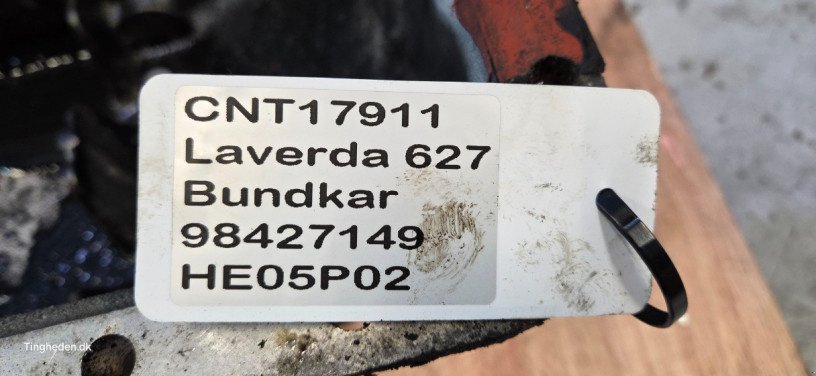 CNT17911
Laverda 627
Bundkar
98427149
HE05P02
Tingheden.dk